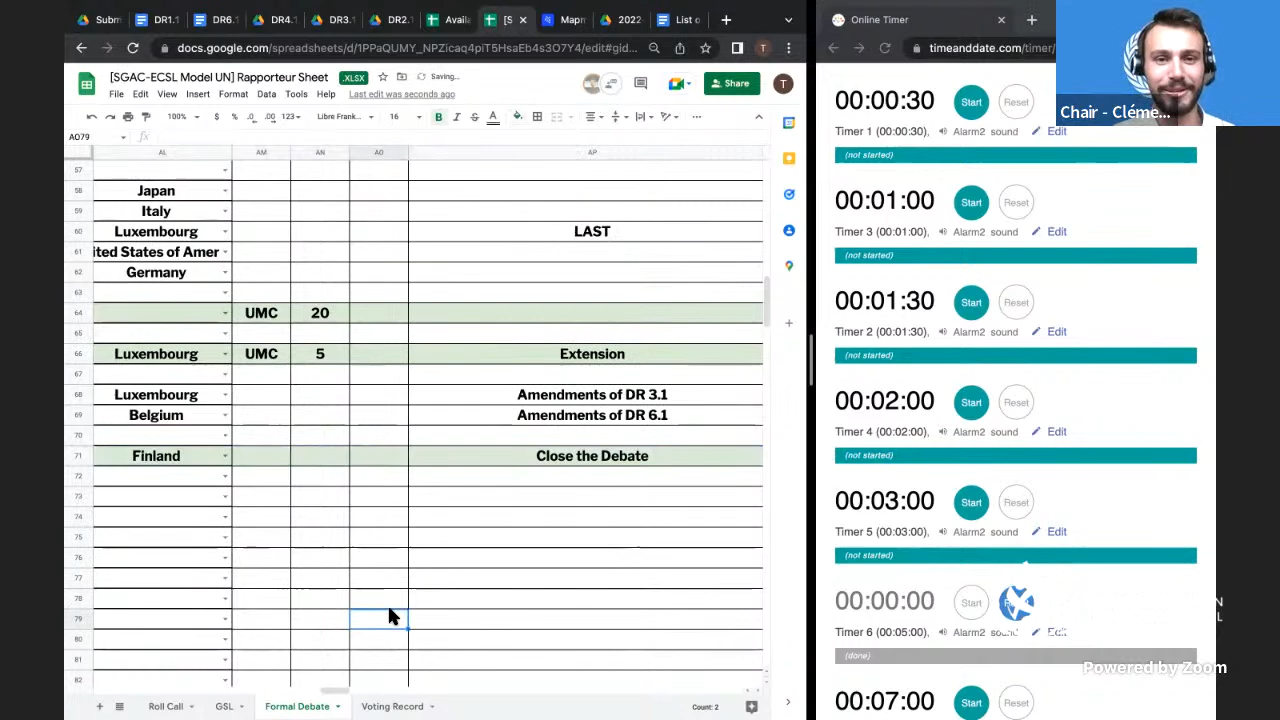 Subm
DR1.1
DR6.1
DR4.1
DR3.1
DR2.1
Availa
[S
Mapn
2022
List o
docs.google.com/spreadsheets/d/1PPaQUMY_NPZicaq4piT5HsaEb4s3O7Y4/edit#gid...
T
[SGAC-ECSL Model UN] Rapporteur Sheet .XLSX Saving...
Share
T
File Edit View Insert Format Data Tools Help Last edit was seconds ago
100% $ % .0 .00 123 Libre Frank... 16 B I S A
AO79
AL AM AN AO AP
57
58 Japan
59 Italy
60 Luxembourg LAST
61 ited States of Amer
62 Germany
63
64 UMC 20
65
66 Luxembourg UMC 5 Extension
67
68 Luxembourg Amendments of DR 3.1
69 Belgium Amendments of DR 6.1
70
71 Finland Close the Debate
72
73
74
75
76
77
78
79
80
81
82
Roll Call GSL Formal Debate Voting Record Count: 2
Online Timer
timeanddate.com/timer/
Chair - Cléme...
00:00:30 Start Reset
Timer 1 (00:00:30), Alarm2 sound Edit
(not started)
00:01:00 Start Reset
Timer 3 (00:01:00), Alarm2 sound Edit
(not started)
00:01:30 Start Reset
Timer 2 (00:01:30), Alarm2 sound Edit
(not started)
00:02:00 Start Reset
Timer 4 (00:02:00), Alarm2 sound Edit
(not started)
00:03:00 Start Reset
Timer 5 (00:03:00), Alarm2 sound Edit
(not started)
00:00:00 Start
Timer 6 (00:05:00), Alarm2 sound Edit
(done)
N
L
Powered by Zoom
00:07:00 Start Reset